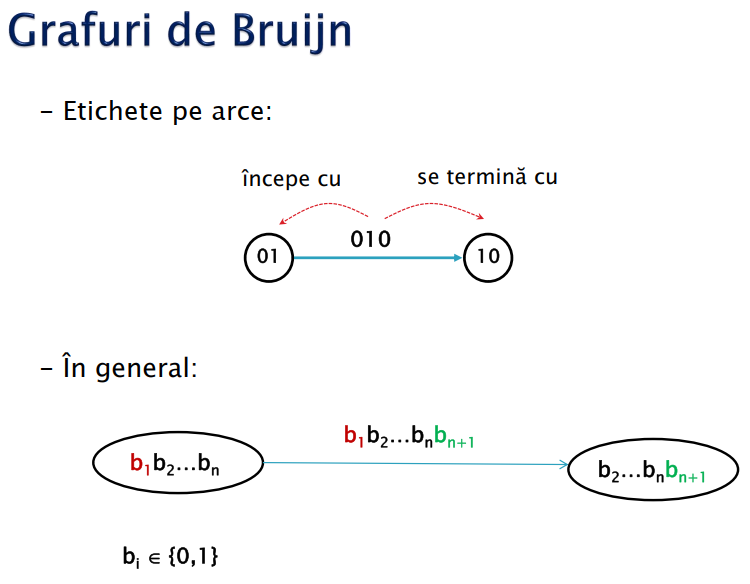 Grafuri de Bruijn
– Etichete pe arce:
începe cu
se termină cu
010
01
10
– În general:
b₁b₂...bₙbₙ₊₁
b₁b₂...bₙ
b₂...bₙbₙ₊₁
bᵢ ∈ {0,1}